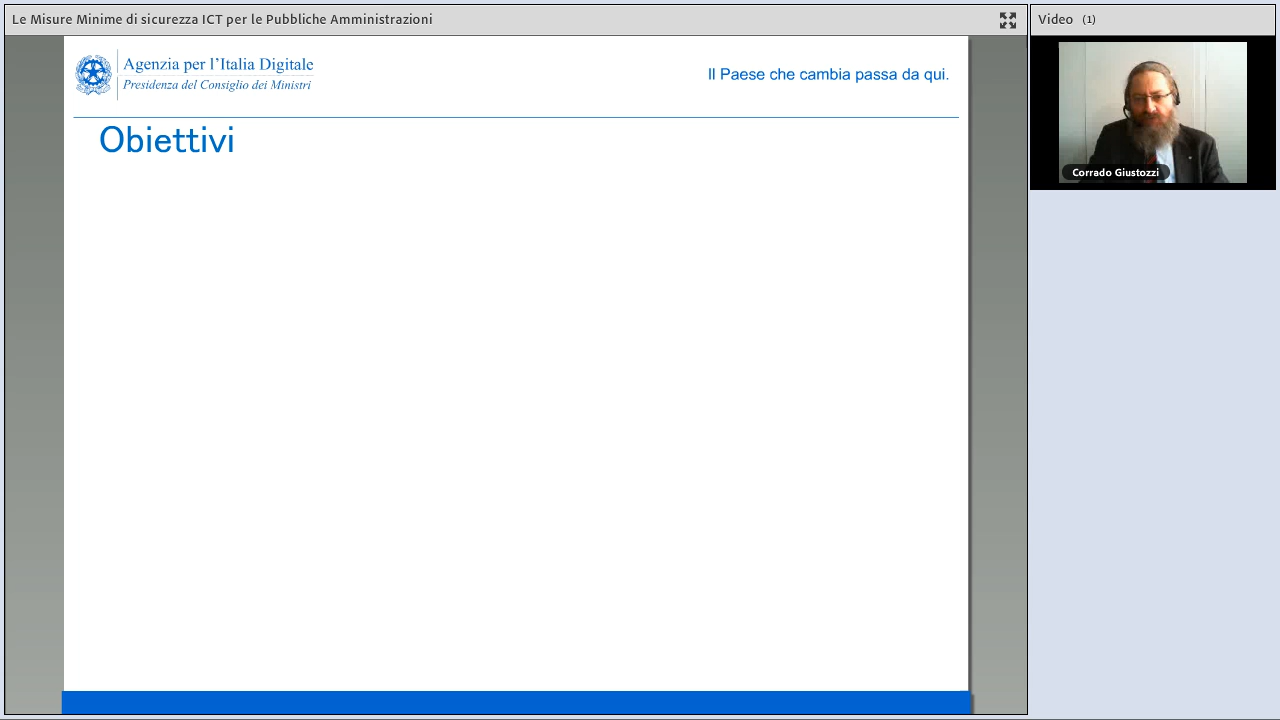 Le Misure Minime di sicurezza ICT per le Pubbliche Amministrazioni
Video (1)
Agenzia per l'Italia Digitale
Presidenza del Consiglio dei Ministri
Il Paese che cambia passa da qui.
Obiettivi
Corrado Giustozzi